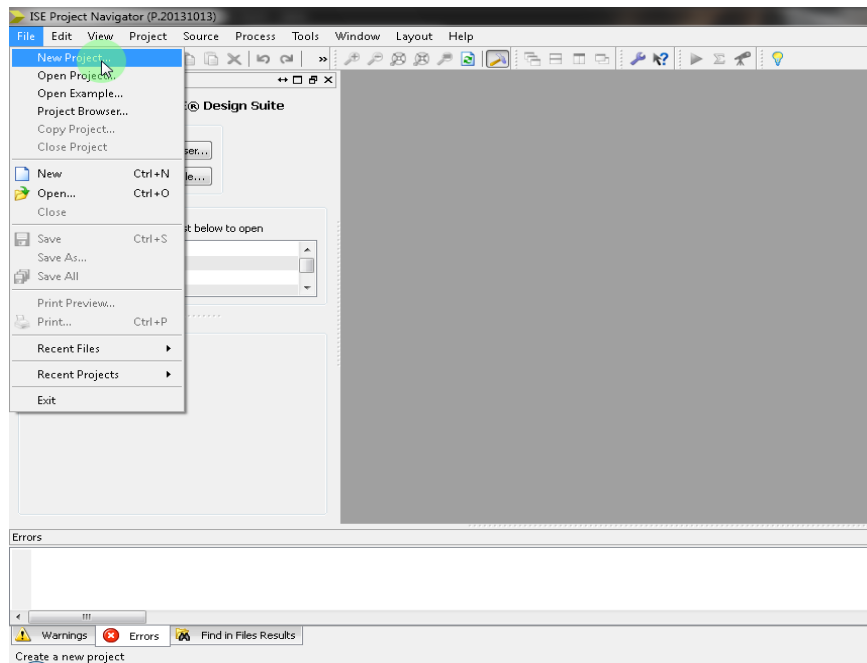 ISE Project Navigator (P.20131013)
File Edit View Project Source Process Tools Window Layout Help
New Project...
Open Project...
Open Example...
Project Browser...
Copy Project...
Close Project
New Ctrl+N
Open... Ctrl+O
Close
Save Ctrl+S
Save As...
Save All
Print Preview...
Print... Ctrl+P
Recent Files
Recent Projects
Exit
® Design Suite
ser...
le...
st below to open
Errors
Warnings Errors Find in Files Results
Create a new project